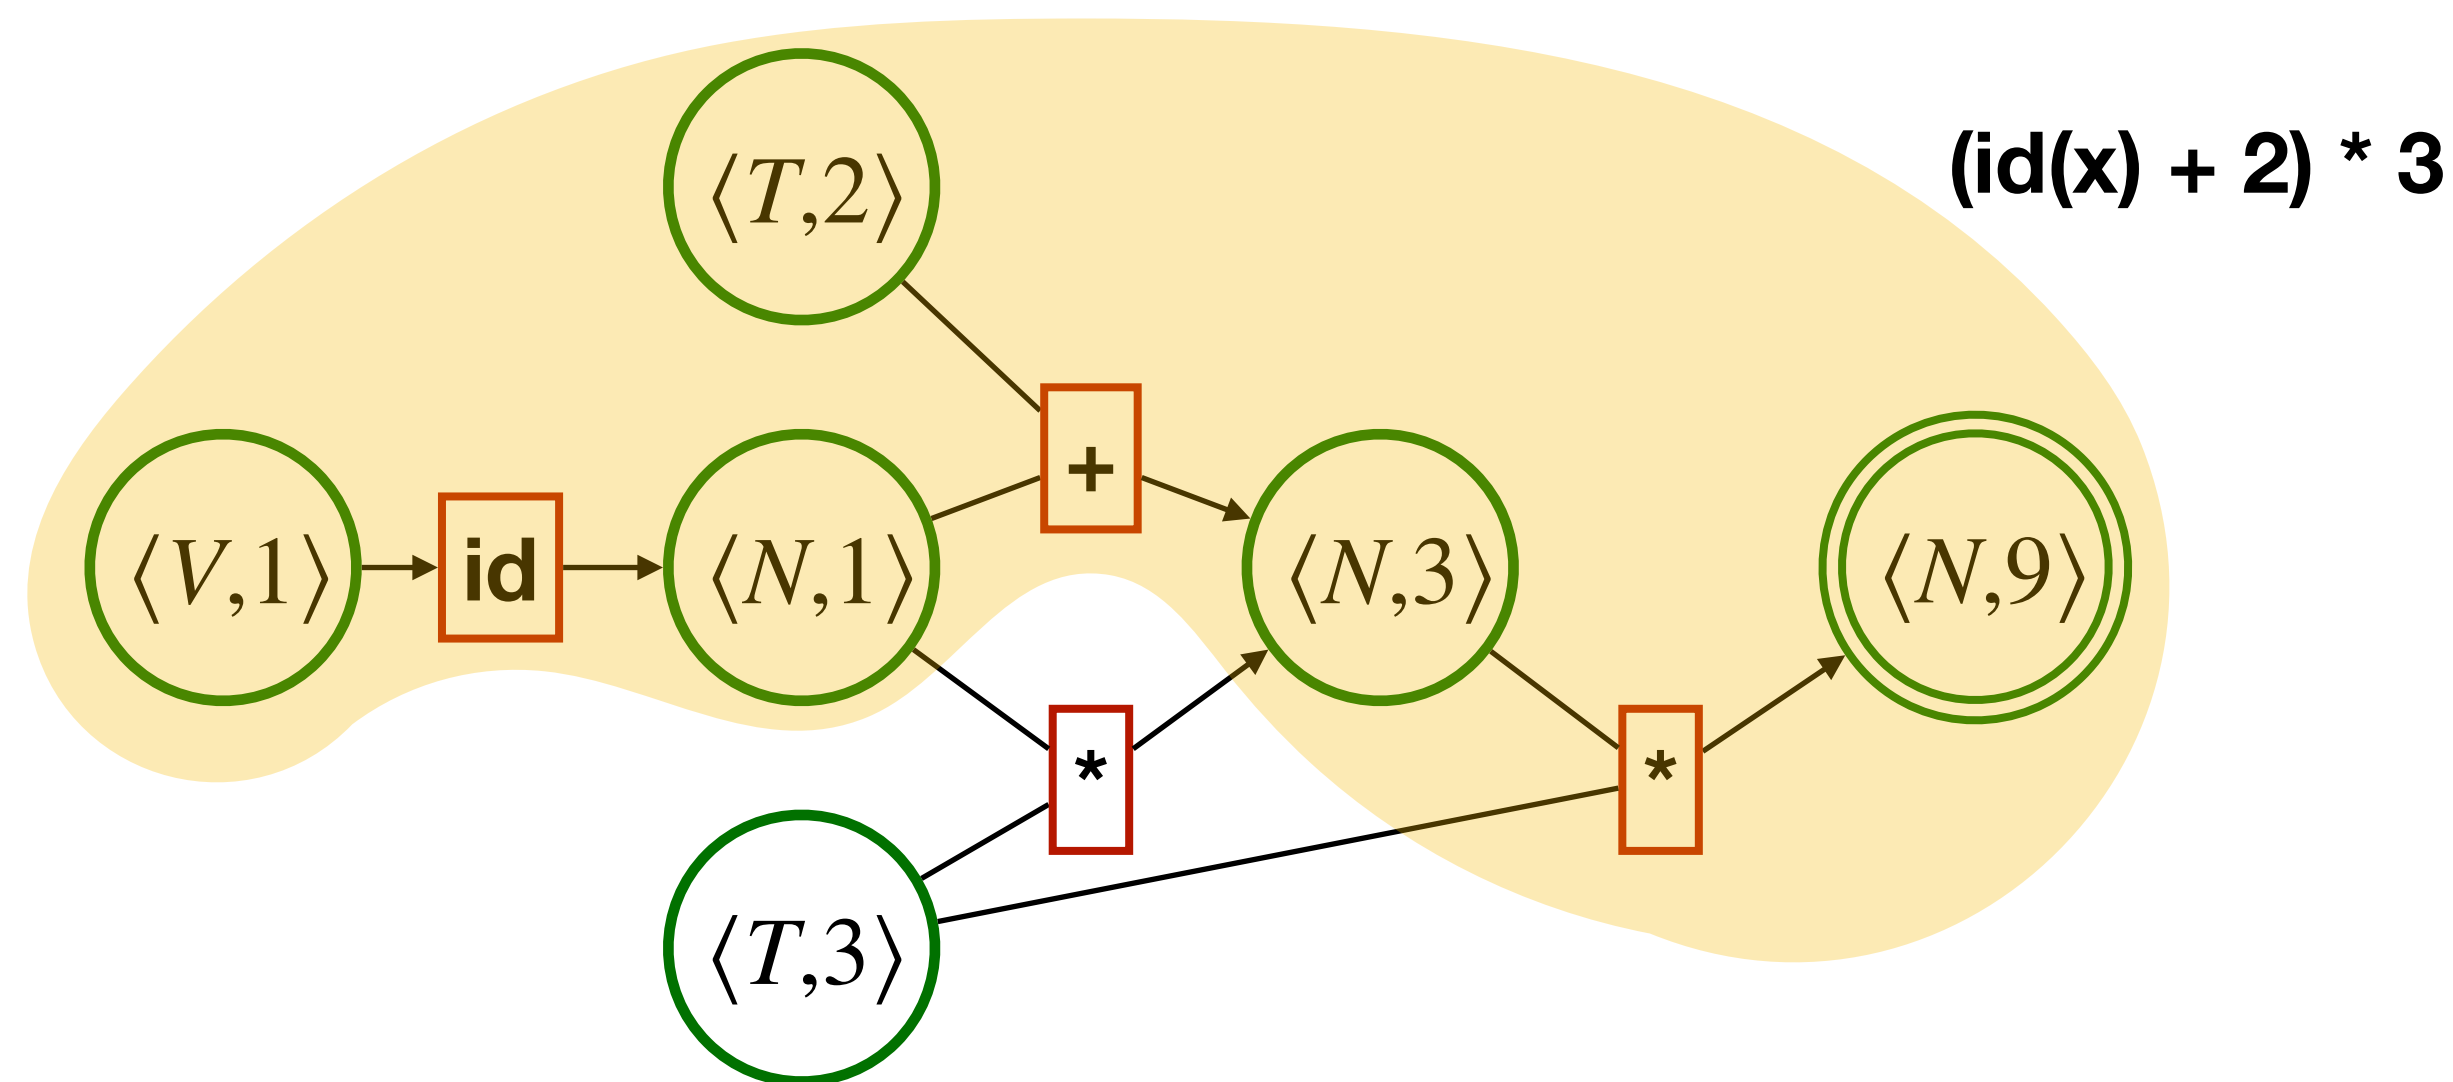 (id(x) + 2) * 3
⟨T,2⟩
+
⟨V,1⟩
id
⟨N,1⟩
⟨N,3⟩
⟨N,9⟩
*
*
⟨T,3⟩